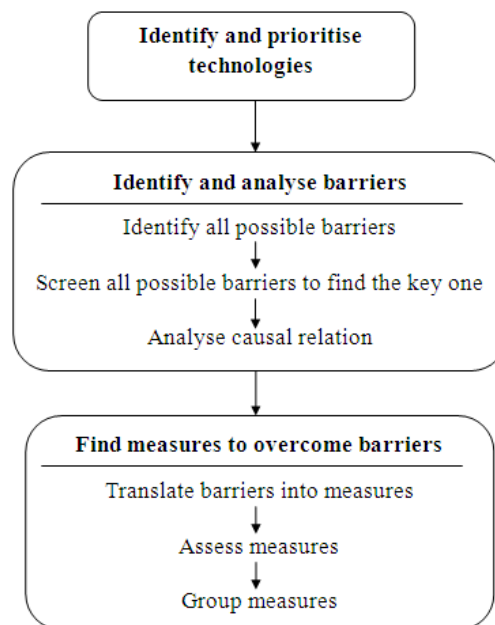 Identify and prioritise
technologies
Identify and analyse barriers
Identify all possible barriers
Screen all possible barriers to find the key one
Analyse causal relation
Find measures to overcome barriers
Translate barriers into measures
Assess measures
Group measures